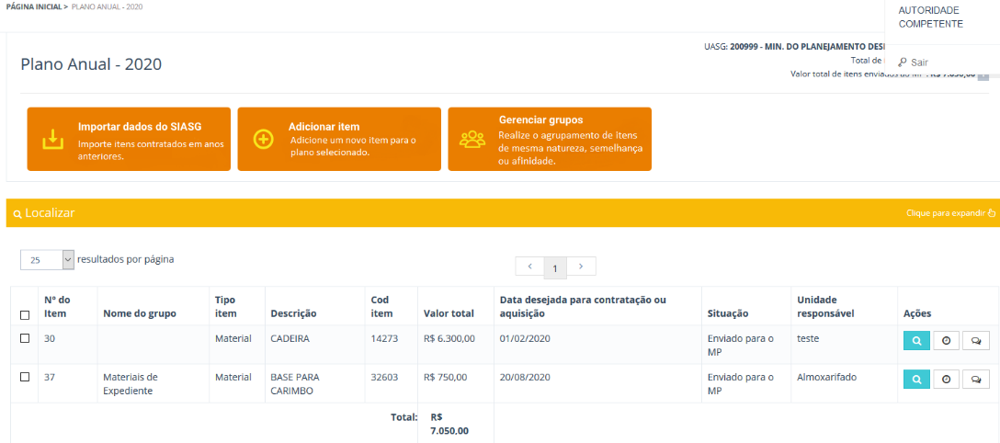 PÁGINA INICIAL > PLANO ANUAL - 2020
AUTORIDADE
COMPETENTE
Sair
UASG: 200999 - MIN. DO PLANEJAMENTO
Plano Anual - 2020
Total de
Valor total de itens enviados ao MP : R$ 7.050,00
Importar dados do SIASG
Importe itens contratados em anos
anteriores.
Adicionar item
Adicione um novo item para o
plano selecionado.
Gerenciar grupos
Realize o agrupamento de itens
de mesma natureza, semelhança
ou afinidade.
Localizar
Clique para expandir
25 resultados por página
< 1 >
Nº do Item Nome do grupo Tipo item Descrição Cod item Valor total Data desejada para contratação ou aquisição Situação Unidade responsável Ações
30 Material CADEIRA 14273 R$ 6.300,00 01/02/2020 Enviado para o MP teste
37 Materiais de Expediente Material BASE PARA CARIMBO 32603 R$ 750,00 20/08/2020 Enviado para o MP Almoxarifado
Total: R$ 7.050,00